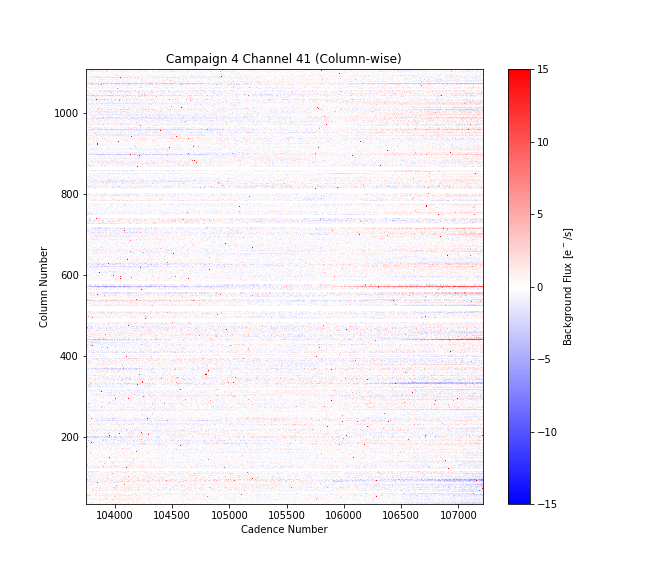 Campaign 4 Channel 41 (Column-wise)
1000
800
600
400
200
Column Number
104000 104500 105000 105500 106000 106500 107000
Cadence Number
15
10
5
0
−5
−10
−15
Background Flux [e⁻/s]